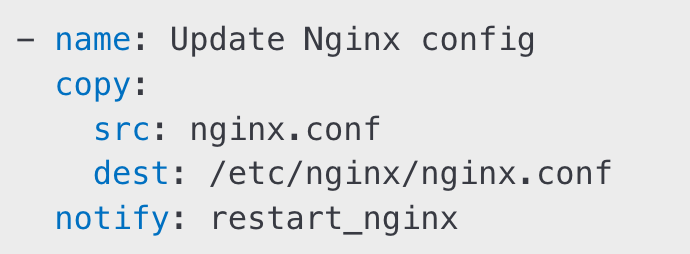 - name: Update Nginx config
  copy:
    src: nginx.conf
    dest: /etc/nginx/nginx.conf
  notify: restart_nginx